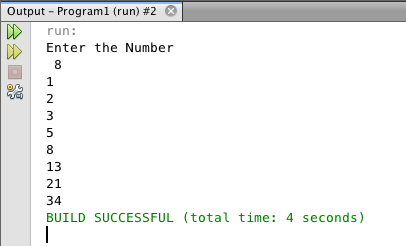 Output – Program1 (run) #2
run:
Enter the Number
8
1
2
3
5
8
13
21
34
BUILD SUCCESSFUL (total time: 4 seconds)